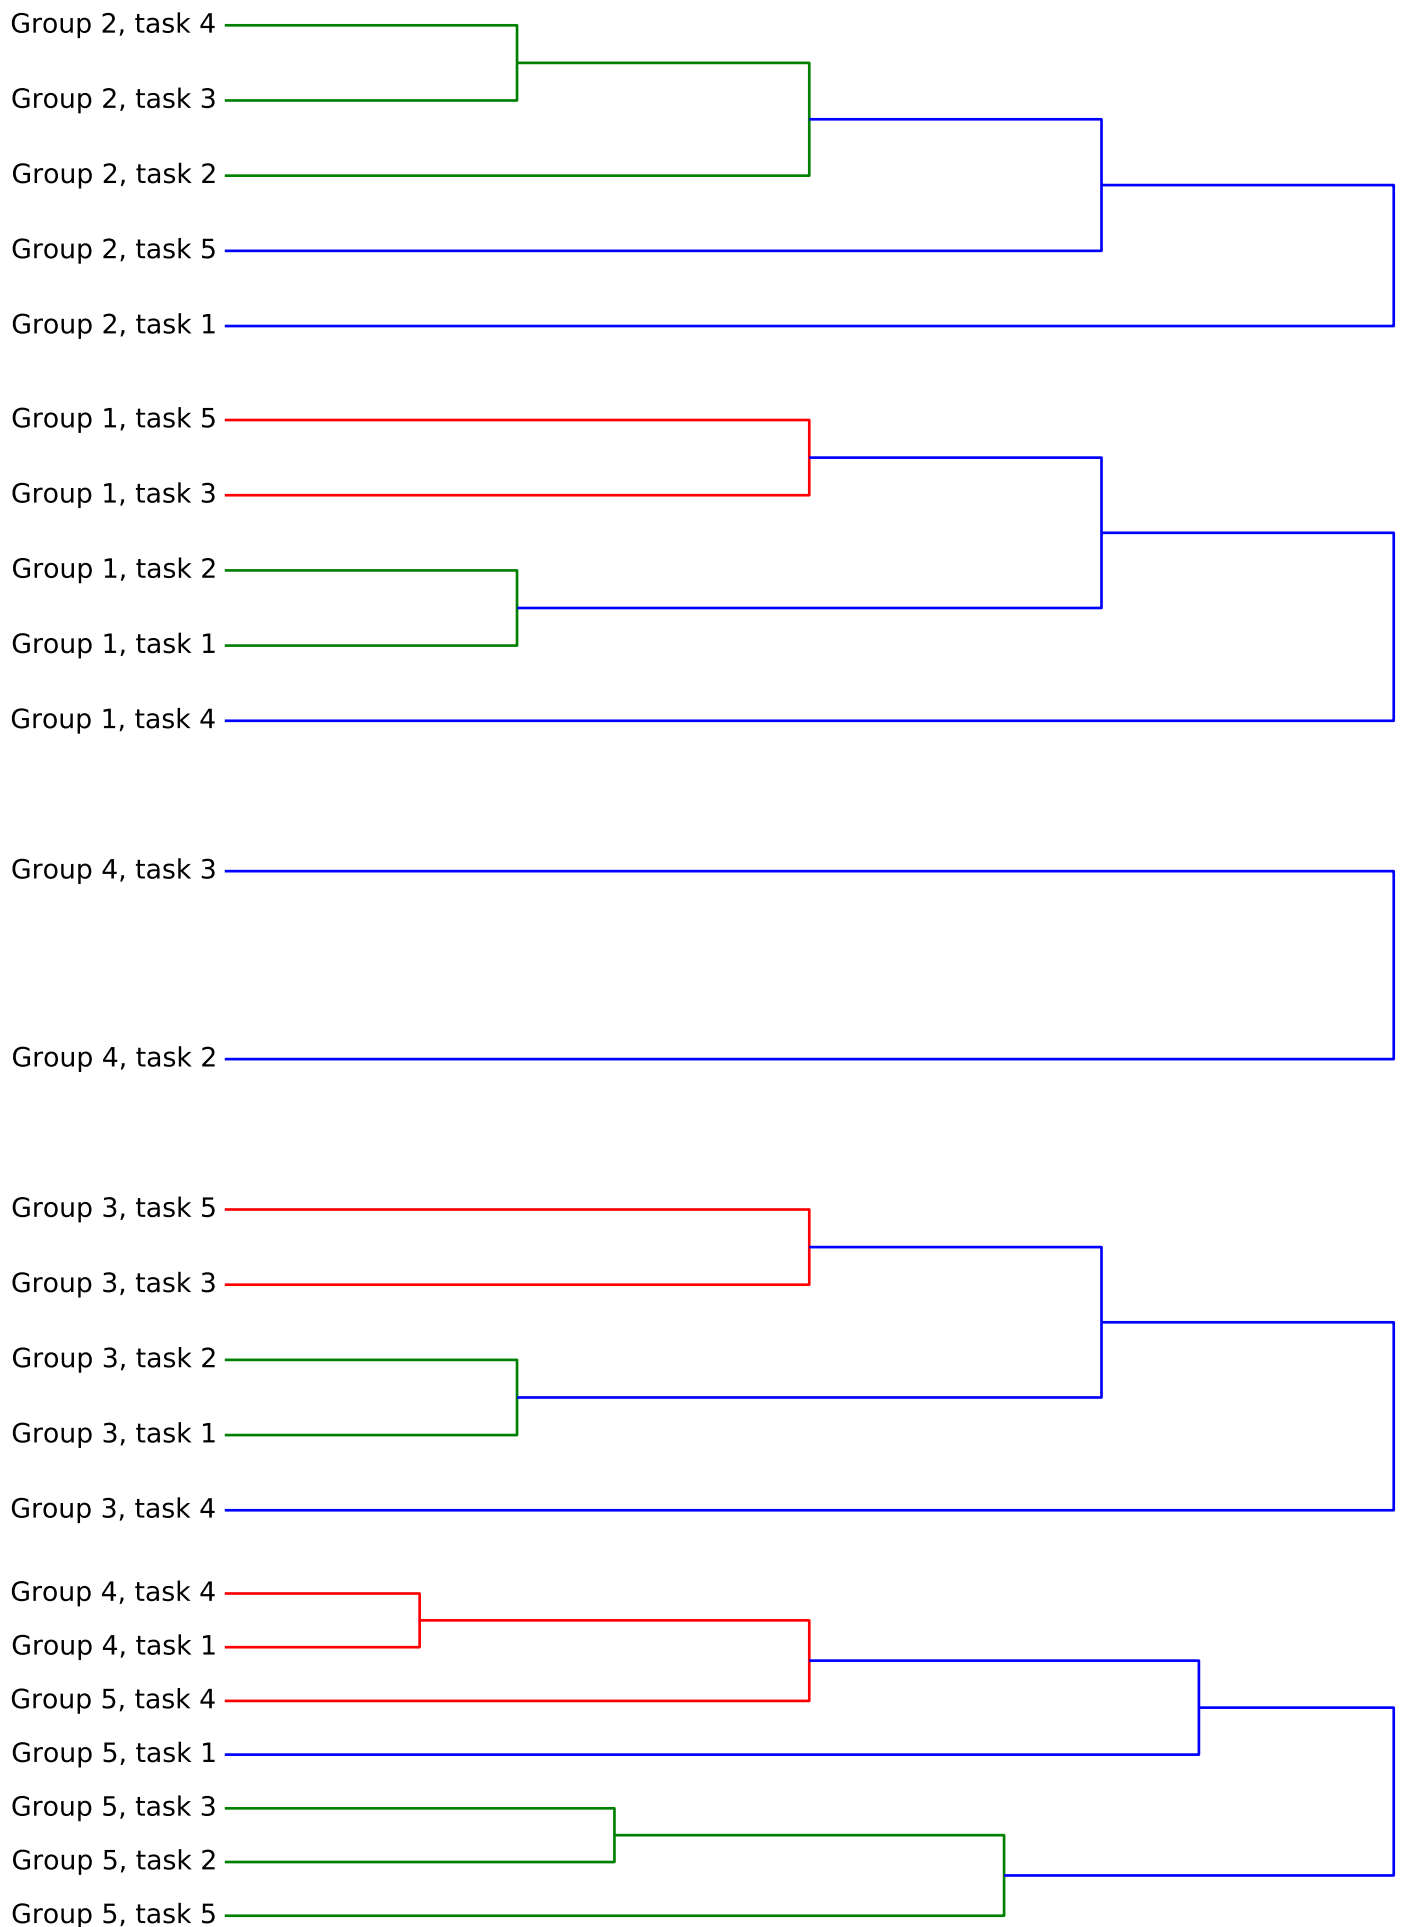 Group 2, task 4
Group 2, task 3
Group 2, task 2
Group 2, task 5
Group 2, task 1
Group 1, task 5
Group 1, task 3
Group 1, task 2
Group 1, task 1
Group 1, task 4
Group 4, task 3
Group 4, task 2
Group 3, task 5
Group 3, task 3
Group 3, task 2
Group 3, task 1
Group 3, task 4
Group 4, task 4
Group 4, task 1
Group 5, task 4
Group 5, task 1
Group 5, task 3
Group 5, task 2
Group 5, task 5